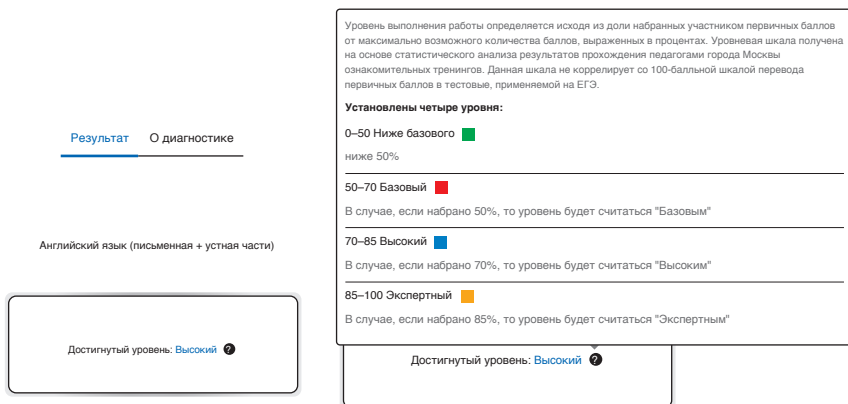 Результат О диагностике
Английский язык (письменная + устная части)
Достигнутый уровень: Высокий ?
Уровень выполнения работы определяется исходя из доли набранных участником первичных баллов
от максимально возможного количества баллов, выраженных в процентах. Уровневая шкала получена
на основе статистического анализа результатов прохождения педагогами города Москвы
ознакомительных тренингов. Данная шкала не коррелирует со 100-балльной шкалой перевода
первичных баллов в тестовые, применяемой на ЕГЭ.
Установлены четыре уровня:
0–50 Ниже базового
ниже 50%
50–70 Базовый
В случае, если набрано 50%, то уровень будет считаться "Базовым"
70–85 Высокий
В случае, если набрано 70%, то уровень будет считаться "Высоким"
85–100 Экспертный
В случае, если набрано 85%, то уровень будет считаться "Экспертным"
Достигнутый уровень: Высокий ?